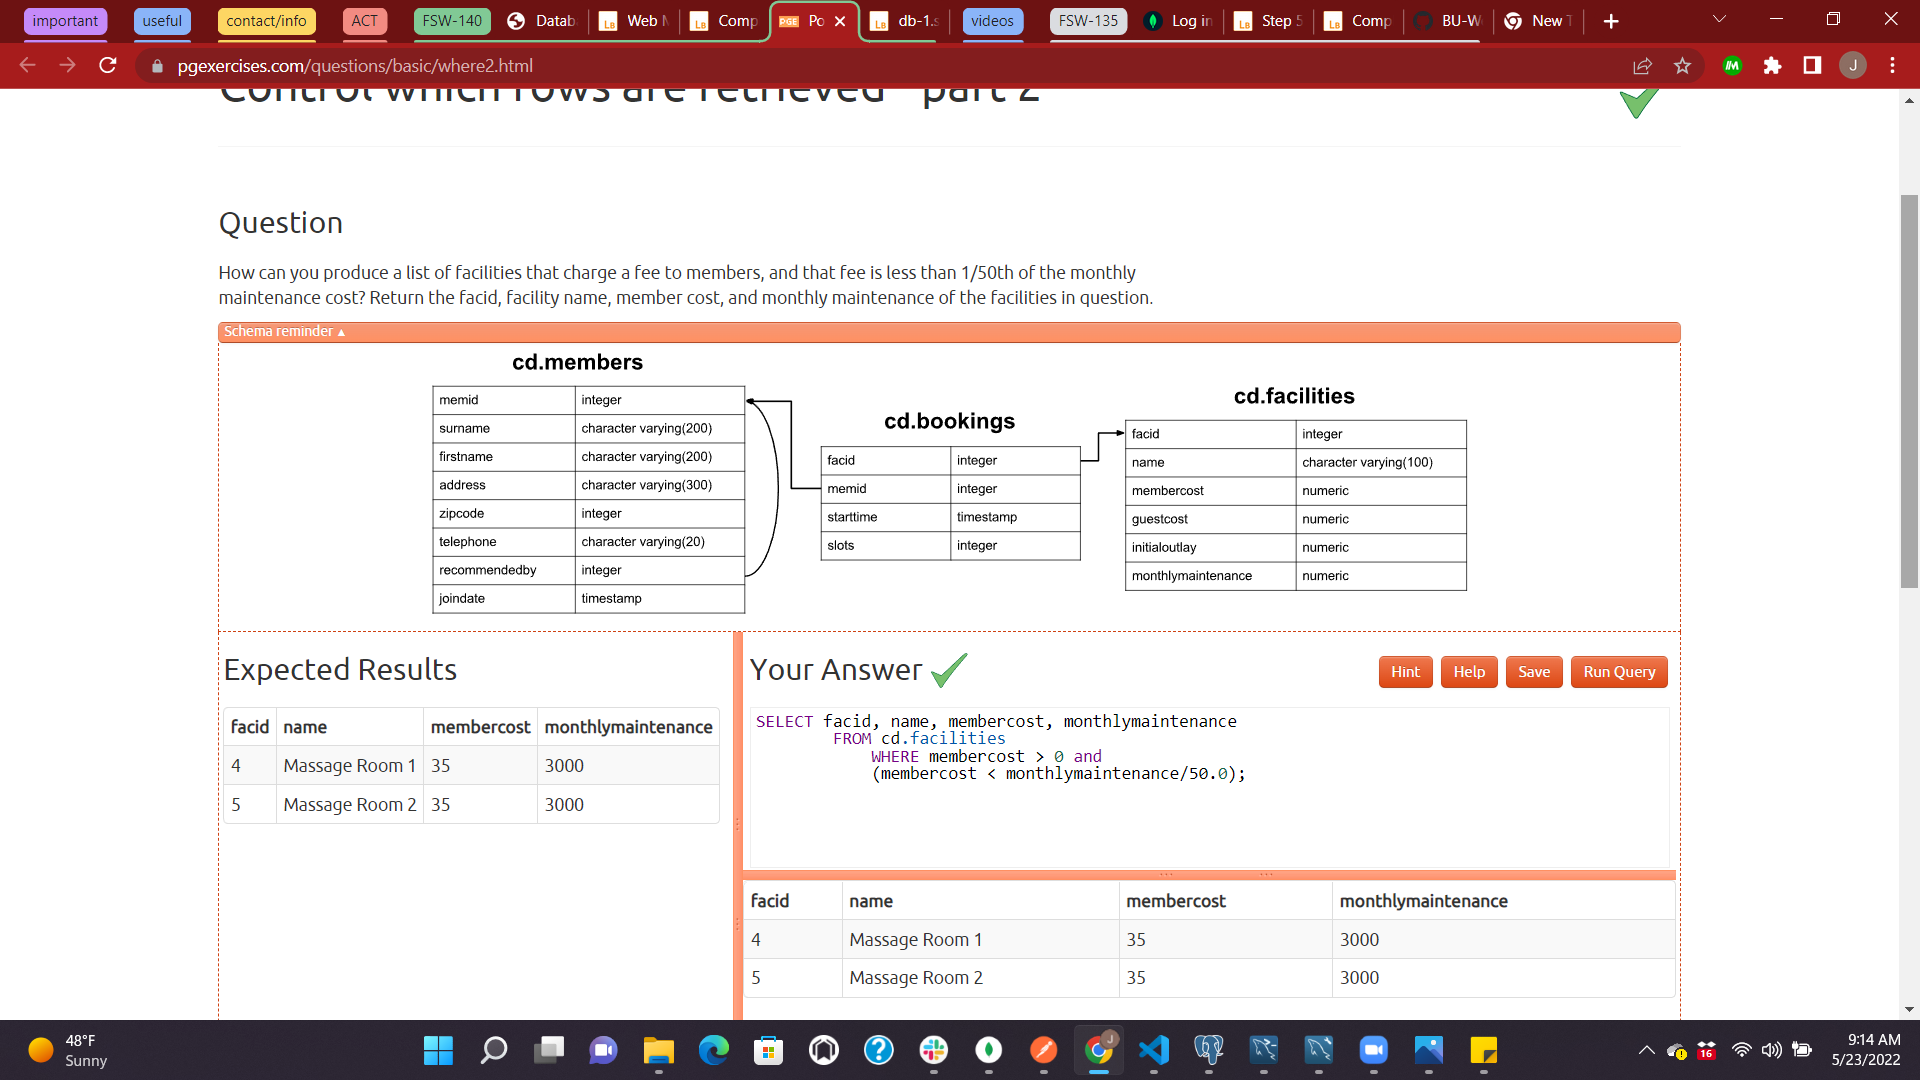 important useful contact/info ACT FSW-140 Datab Web Comp Po db-1.s videos FSW-135 Log in Step 5 Comp BU-W New
pgexercises.com/questions/basic/where2.html
J
Control which rows are retrieved - part 2
Question
How can you produce a list of facilities that charge a fee to members, and that fee is less than 1/50th of the monthly
maintenance cost? Return the facid, facility name, member cost, and monthly maintenance of the facilities in question.
Schema reminder ▴
cd.members
memid integer
surname character varying(200)
firstname character varying(200)
address character varying(300)
zipcode integer
telephone character varying(20)
recommendedby integer
joindate timestamp
cd.bookings
facid integer
memid integer
starttime timestamp
slots integer
cd.facilities
facid integer
name character varying(100)
membercost numeric
guestcost numeric
initialoutlay numeric
monthlymaintenance numeric
Expected Results
facid name membercost monthlymaintenance
4 Massage Room 1 35 3000
5 Massage Room 2 35 3000
Your Answer
Hint Help Save Run Query
SELECT facid, name, membercost, monthlymaintenance
FROM cd.facilities
WHERE membercost > 0 and
(membercost < monthlymaintenance/50.0);
facid name membercost monthlymaintenance
4 Massage Room 1 35 3000
5 Massage Room 2 35 3000
48°F
Sunny
16
9:14 AM
5/23/2022